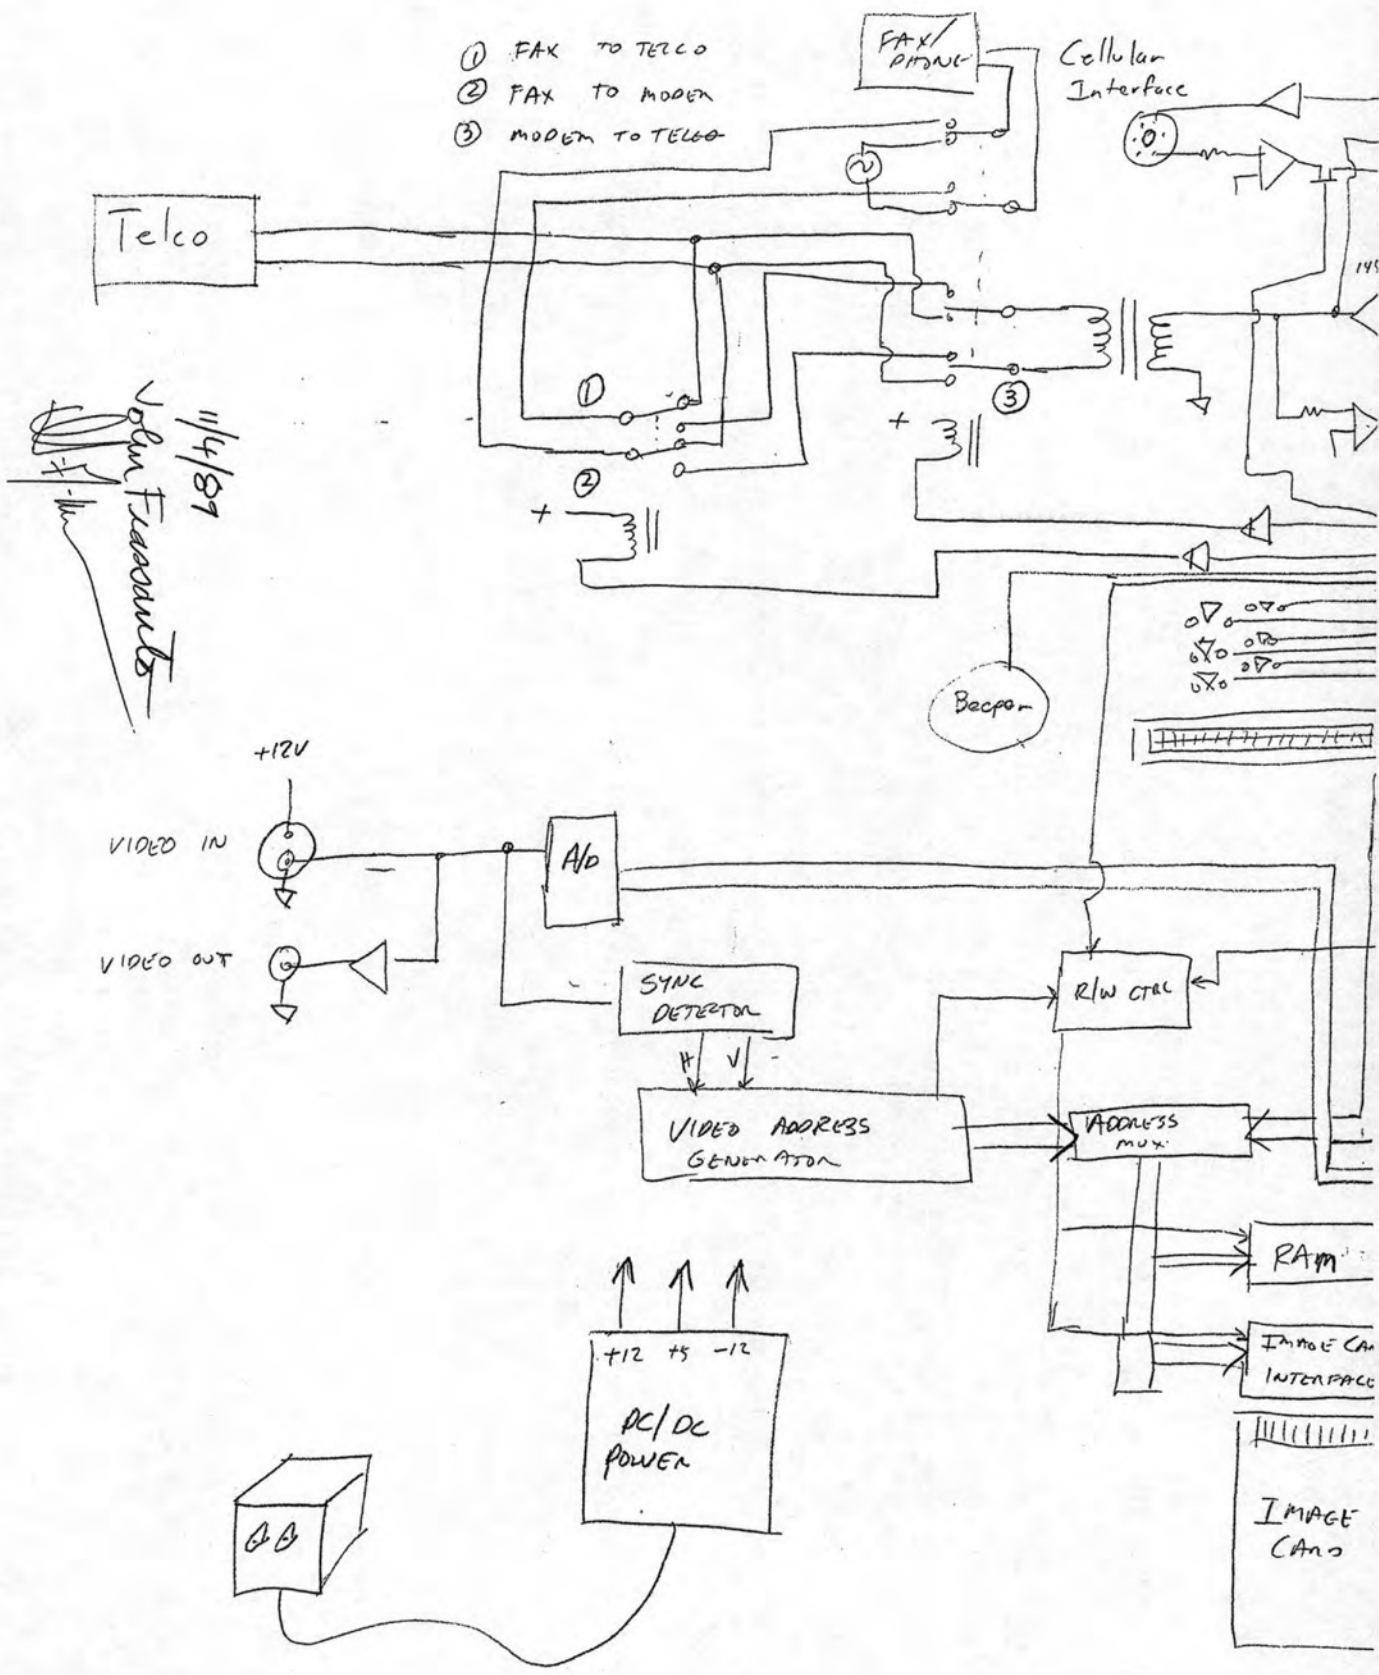 ① FAX TO TELCO
② FAX TO MODEM
③ MODEM TO TELCO
FAX/
PHONE
Cellular
Interface
Telco
①
②
③
+
+
11/4/89
John
Beeper
+12V
VIDEO IN
A/D
VIDEO OUT
SYNC
DETECTOR
R/W CTRL
H V
VIDEO ADDRESS
GENERATOR
ADDRESS
MUX
RAM
+12 +5 -12
IMAGE CA
INTERFACE
DC/DC
POWER
IMAGE
CARD